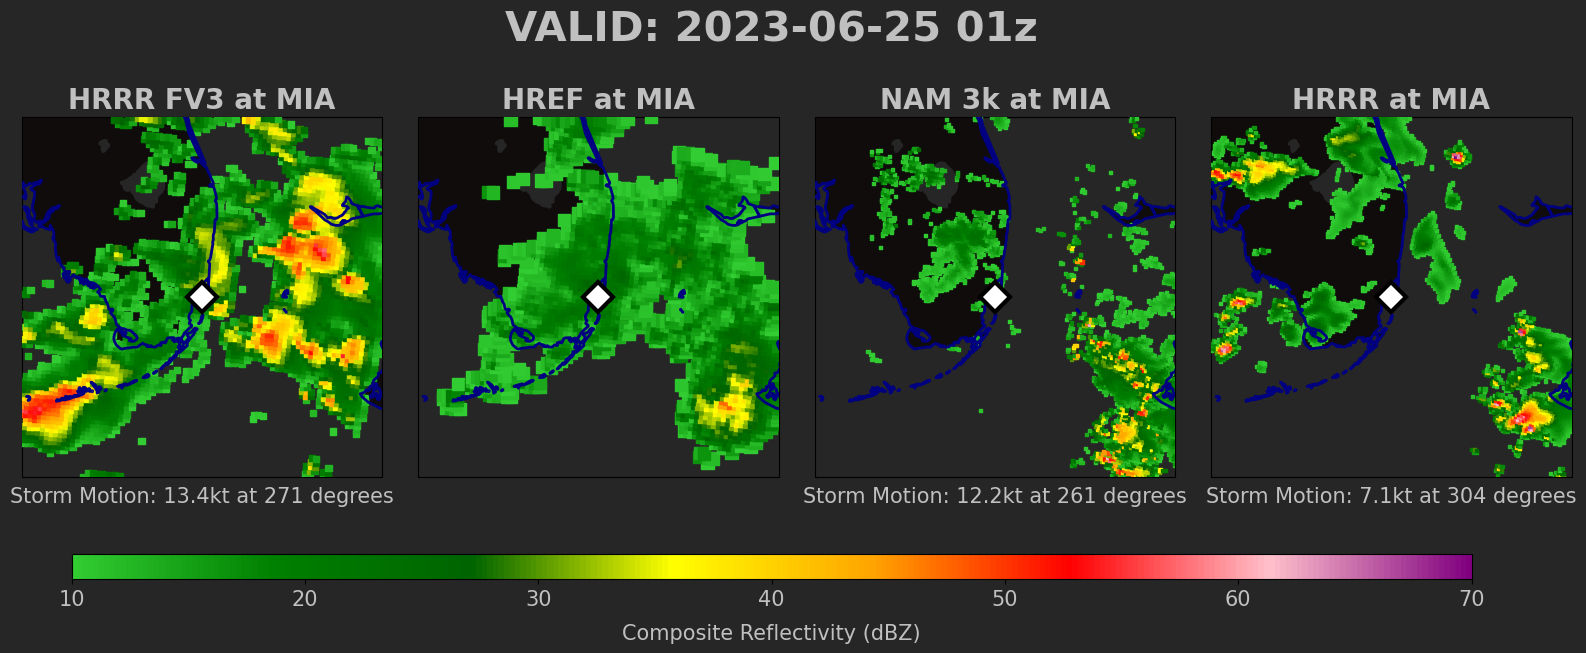 VALID: 2023-06-25 01z
HRRR FV3 at MIA
HREF at MIA
NAM 3k at MIA
HRRR at MIA
Storm Motion: 13.4kt at 271 degrees
Storm Motion: 12.2kt at 261 degrees
Storm Motion: 7.1kt at 304 degrees
10 20 30 40 50 60 70
Composite Reflectivity (dBZ)